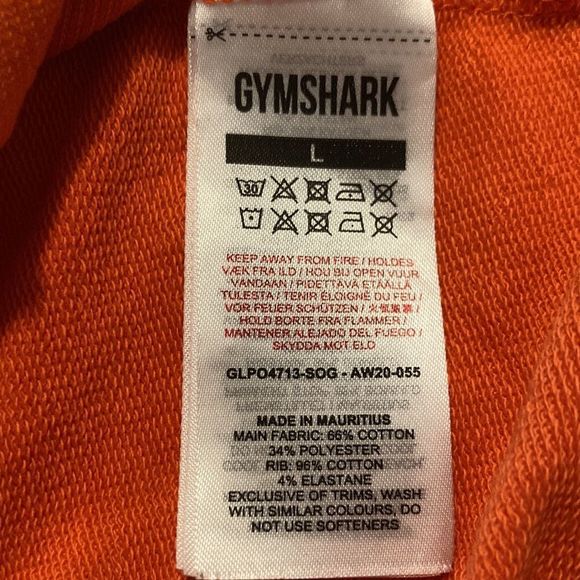 GYMSHARK
L
30
KEEP AWAY FROM FIRE / HOLDES
VÆK FRA ILD / HOU BIJ OPEN VUUR
VANDAAN / PIDETTÄVÄ ETÄÄLLÄ
TULESTA / TENIR ÉLOIGNÉ DU FEU /
VOR FEUER SCHÜTZEN / 火気厳禁 /
HOLD BORTE FRA FLAMMER /
MANTENER ALEJADO DEL FUEGO /
SKYDDA MOT ELD
GLPO4713-SOG - AW20-055
MADE IN MAURITIUS
MAIN FABRIC: 66% COTTON
34% POLYESTER
RIB: 96% COTTON
4% ELASTANE
EXCLUSIVE OF TRIMS, WASH
WITH SIMILAR COLOURS, DO
NOT USE SOFTENERS